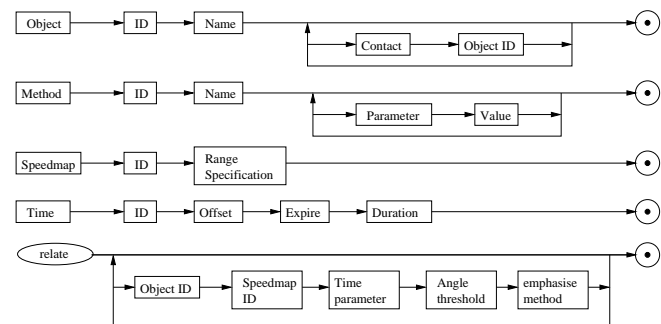 Object ID Name
Contact Object ID
Method ID Name
Parameter Value
Speedmap ID Range
Specification
Time ID Offset Expire Duration
relate
Object ID Speedmap
ID Time
parameter Angle
threshold emphasise
method